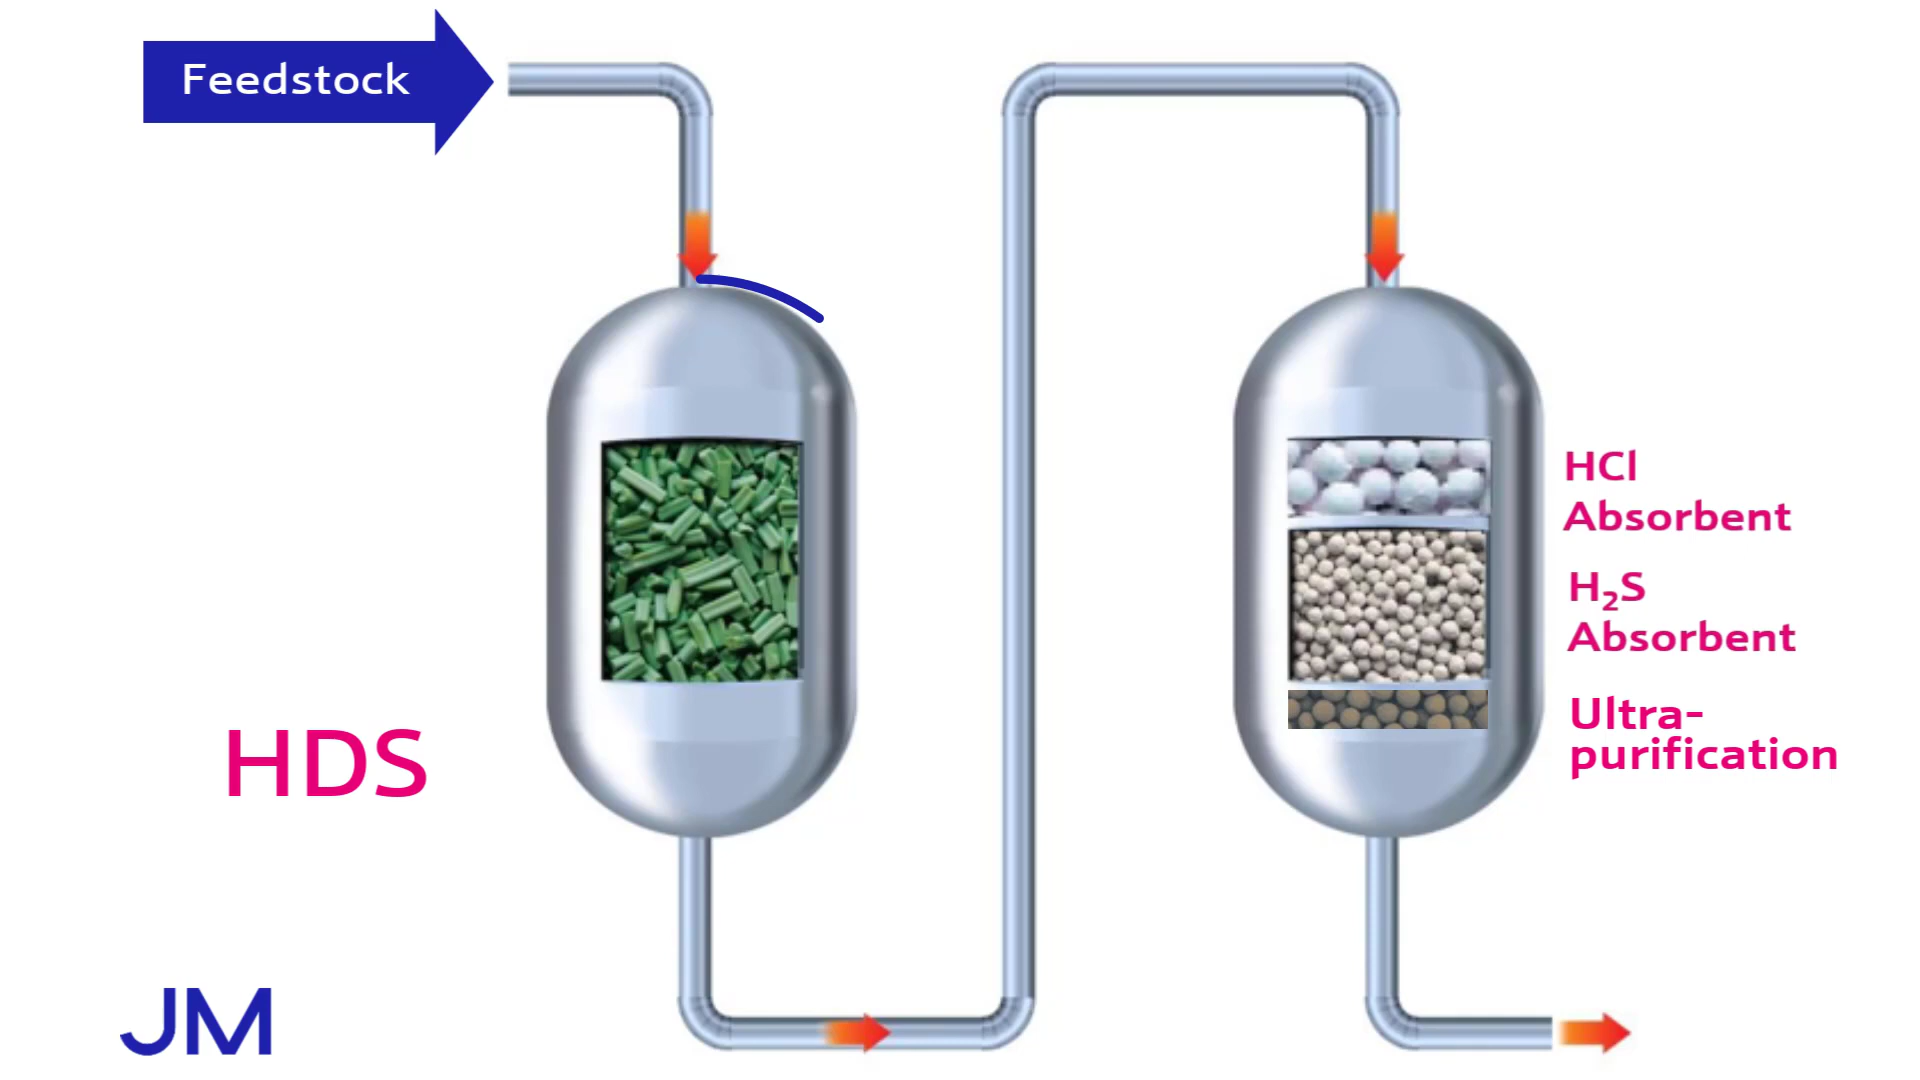 Feedstock
HCl
Absorbent
H₂S
Absorbent
Ultra-
purification
HDS
JM